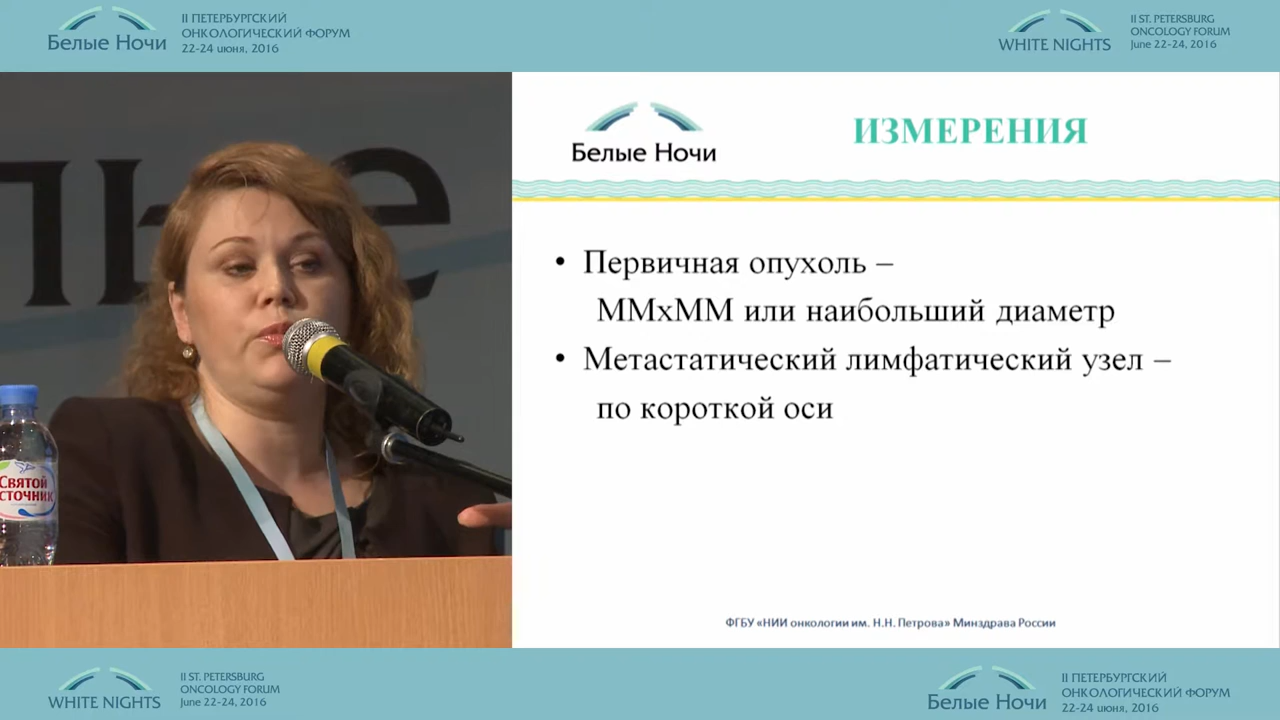 Белые Ночи
II ПЕТЕРБУРГСКИЙ
ОНКОЛОГИЧЕСКИЙ ФОРУМ
22-24 июня, 2016
WHITE NIGHTS
II ST. PETERSBURG
ONCOLOGY FORUM
June 22-24, 2016
Белые Ночи
ИЗМЕРЕНИЯ
• Первичная опухоль –
ММхММ или наибольший диаметр
• Метастатический лимфатический узел –
по короткой оси
ФГБУ «НИИ онкологии им. Н.Н. Петрова» Минздрава России
СВЯТОЙ
СТОЧНИК
WHITE NIGHTS
II ST. PETERSBURG
ONCOLOGY FORUM
June 22-24, 2016
Белые Ночи
II ПЕТЕРБУРГСКИЙ
ОНКОЛОГИЧЕСКИЙ ФОРУМ
22-24 июня, 2016